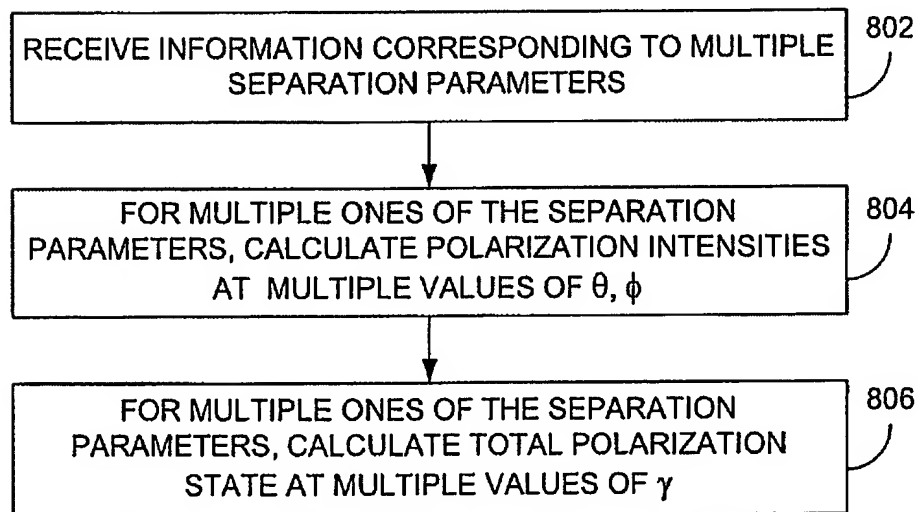 RECEIVE INFORMATION CORRESPONDING TO MULTIPLE
SEPARATION PARAMETERS
802
FOR MULTIPLE ONES OF THE SEPARATION
PARAMETERS, CALCULATE POLARIZATION INTENSITIES
AT MULTIPLE VALUES OF θ, ϕ
804
FOR MULTIPLE ONES OF THE SEPARATION
PARAMETERS, CALCULATE TOTAL POLARIZATION
STATE AT MULTIPLE VALUES OF γ
806